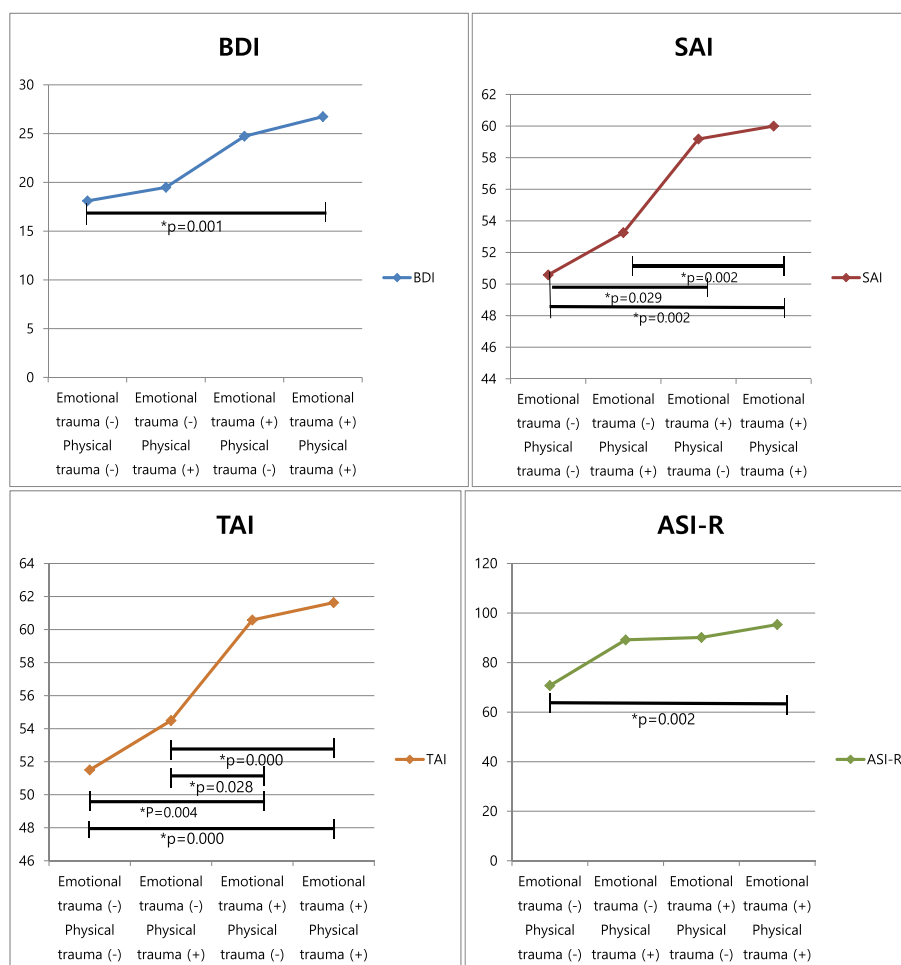 BDI
30
25
20
15
10
5
0
*p=0.001
BDI
Emotional Emotional Emotional Emotional
trauma (-) trauma (-) trauma (+) trauma (+)
Physical Physical Physical Physical
trauma (-) trauma (+) trauma (-) trauma (+)
SAI
62
60
58
56
54
52
50
48
46
44
*p=0.002
*p=0.029
*p=0.002
SAI
Emotional Emotional Emotional Emotional
trauma (-) trauma (-) trauma (+) trauma (+)
Physical Physical Physical Physical
trauma (-) trauma (+) trauma (-) trauma (+)
TAI
64
62
60
58
56
54
52
50
48
46
*p=0.000
*p=0.028
*P=0.004
*p=0.000
TAI
Emotional Emotional Emotional Emotional
trauma (-) trauma (-) trauma (+) trauma (+)
Physical Physical Physical Physical
trauma (-) trauma (+) trauma (-) trauma (+)
ASI-R
120
100
80
60
40
20
0
*p=0.002
ASI-R
Emotional Emotional Emotional Emotional
trauma (-) trauma (-) trauma (+) trauma (+)
Physical Physical Physical Physical
trauma (-) trauma (+) trauma (-) trauma (+)